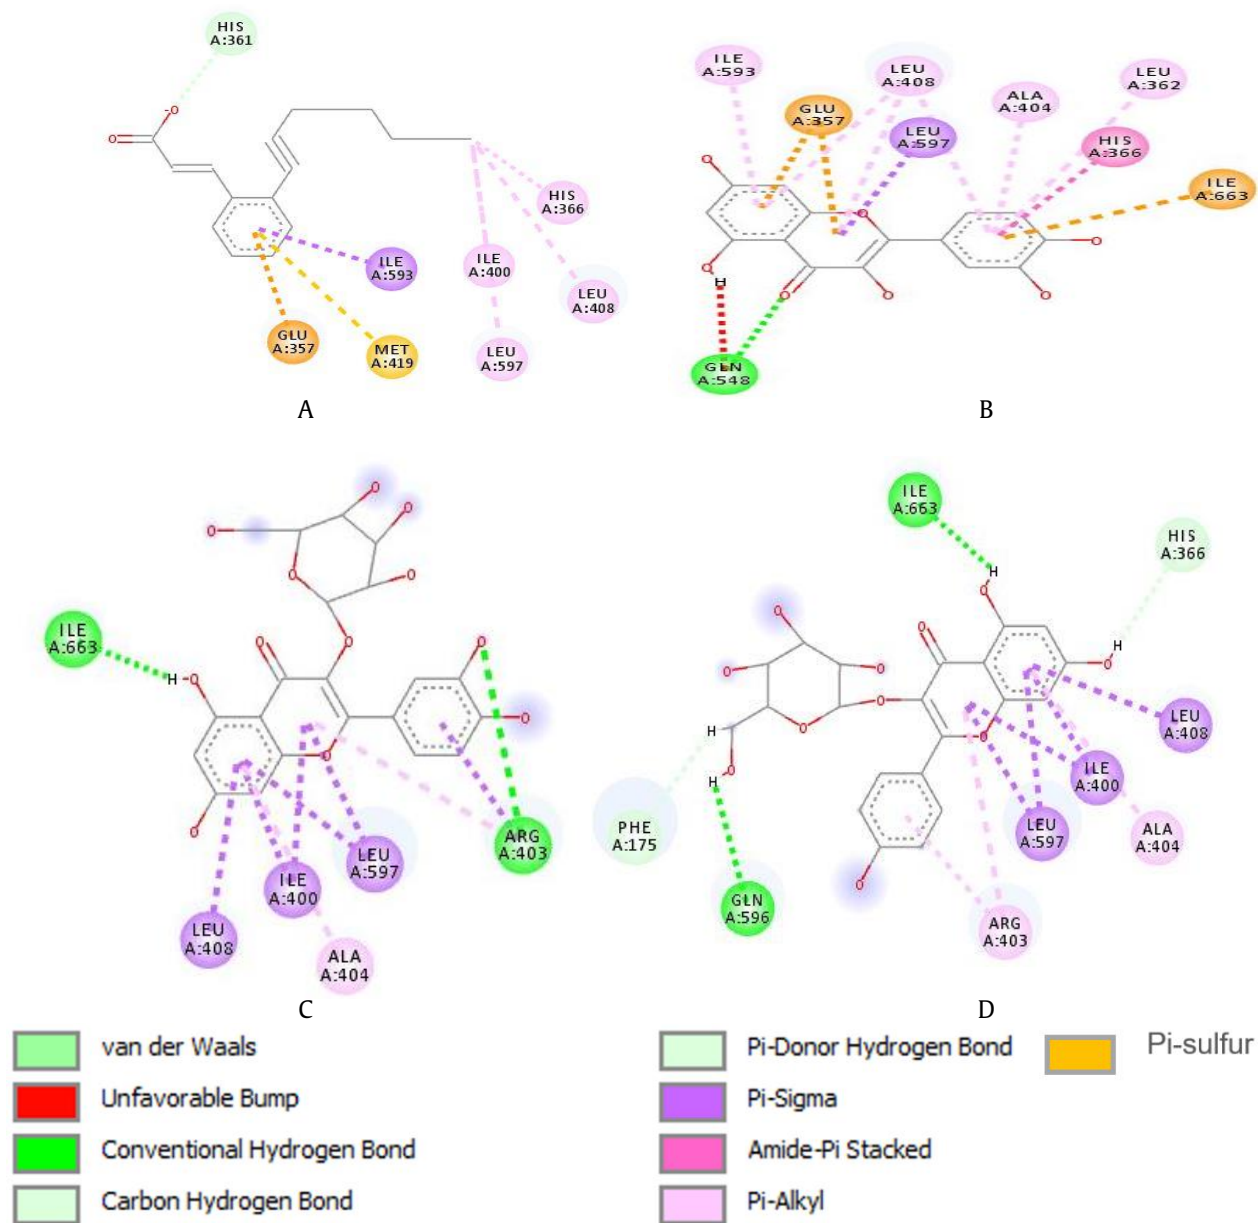 HIS
A:361
O
-O
HIS
A:366
ILE
A:400
LEU
A:408
LEU
A:597
ILE
A:593
GLU
A:357
MET
A:419
A
ILE
A:593
LEU
A:408
LEU
A:362
ALA
A:404
GLU
A:357
LEU
A:597
HIS
A:366
ILE
A:663
O
O
O
O
H
O
O
O
GLN
A:548
B
O
O
O
O
O
O
ILE
A:663
H
O
O
O
O
O
O
ARG
A:403
LEU
A:597
ILE
A:400
LEU
A:408
ALA
A:404
C
ILE
A:663
HIS
A:366
H
O
H
O
O
O
O
O
O
O
O
H
O
H
O
LEU
A:408
ILE
A:400
LEU
A:597
ALA
A:404
PHE
A:175
GLN
A:596
ARG
A:403
D
van der Waals
Unfavorable Bump
Conventional Hydrogen Bond
Carbon Hydrogen Bond
Pi-Donor Hydrogen Bond
Pi-Sigma
Amide-Pi Stacked
Pi-Alkyl
Pi-sulfur